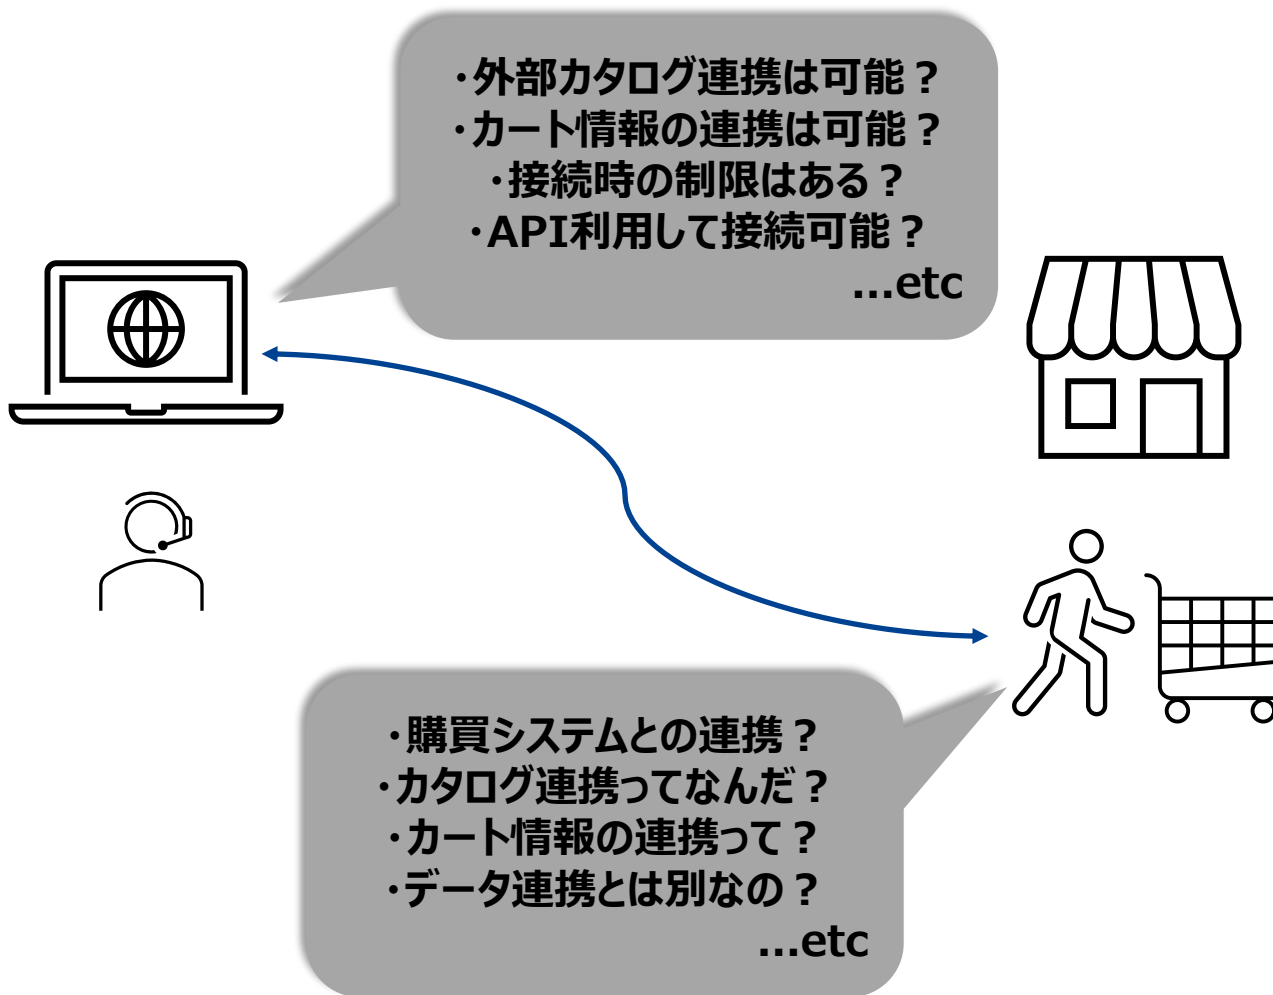 ・外部カタログ連携は可能？
・カート情報の連携は可能？
・接続時の制限はある？
・API利用して接続可能？
…etc
・購買システムとの連携？
・カタログ連携ってなんだ？
・カート情報の連携って？
・データ連携とは別なの？
…etc